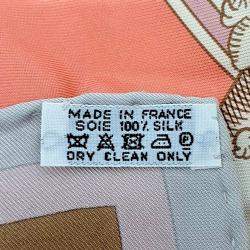 MADE IN FRANCE
SOIE 100% SILK
DRY CLEAN ONLY